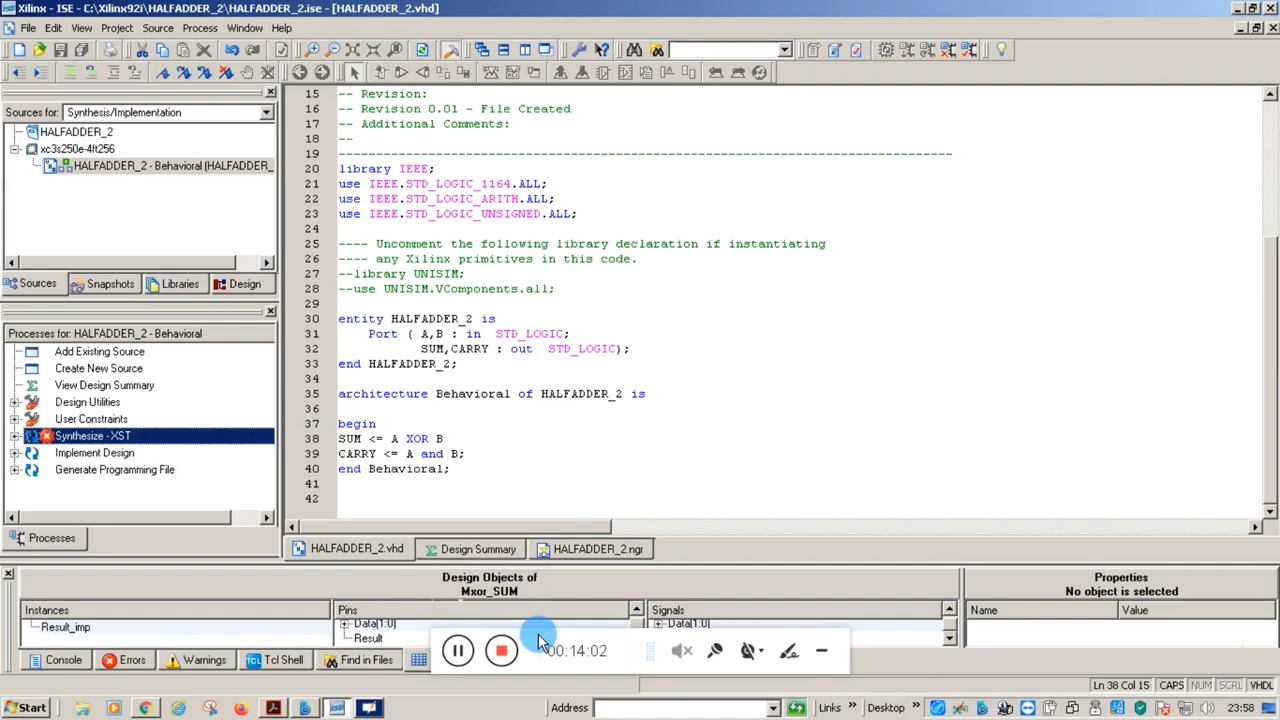 Xilinx - ISE - C:\Xilinx92i\HALFADDER_2\HALFADDER_2.ise - [HALFADDER_2.vhd]
File Edit View Project Source Process Window Help
Sources for: Synthesis/Implementation
HALFADDER_2
xc3s250e-4ft256
HALFADDER_2 - Behavioral (HALFADDER_
Sources Snapshots Libraries Design
Processes for: HALFADDER_2 - Behavioral
Add Existing Source
Create New Source
View Design Summary
Design Utilities
User Constraints
Synthesize - XST
Implement Design
Generate Programming File
Processes
15 -- Revision:
16 -- Revision 0.01 - File Created
17 -- Additional Comments:
18 --
19 ----------------------------------------------------------------------------------
20 library IEEE;
21 use IEEE.STD_LOGIC_1164.ALL;
22 use IEEE.STD_LOGIC_ARITH.ALL;
23 use IEEE.STD_LOGIC_UNSIGNED.ALL;
24
25 ---- Uncomment the following library declaration if instantiating
26 ---- any Xilinx primitives in this code.
27 --library UNISIM;
28 --use UNISIM.VComponents.all;
29
30 entity HALFADDER_2 is
31 Port ( A,B : in STD_LOGIC;
32 SUM,CARRY : out STD_LOGIC);
33 end HALFADDER_2;
34
35 architecture Behavioral of HALFADDER_2 is
36
37 begin
38 SUM <= A XOR B
39 CARRY <= A and B;
40 end Behavioral;
41
42
HALFADDER_2.vhd Design Summary HALFADDER_2.ngr
Design Objects of
Mxor_SUM
Properties
No object is selected
Instances Pins Signals Name Value
Data[1:0] Data[1:0]
Result_imp
Result
00:14:02
Console Errors Warnings Tcl Shell Find in Files
Ln 38 Col 15 CAPS NUM SCRL VHDL
Start Address Links » Desktop » 23:58